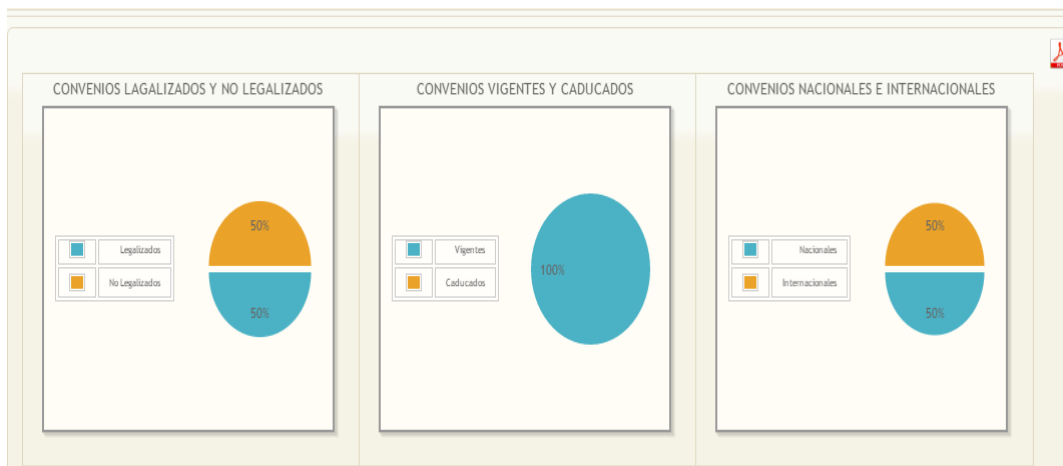 CONVENIOS LAGALIZADOS Y NO LEGALIZADOS
50%
Legalizados
No Legalizados
50%
CONVENIOS VIGENTES Y CADUCADOS
Vigentes
100%
Caducados
CONVENIOS NACIONALES E INTERNACIONALES
50%
Nacionales
Internacionales
50%